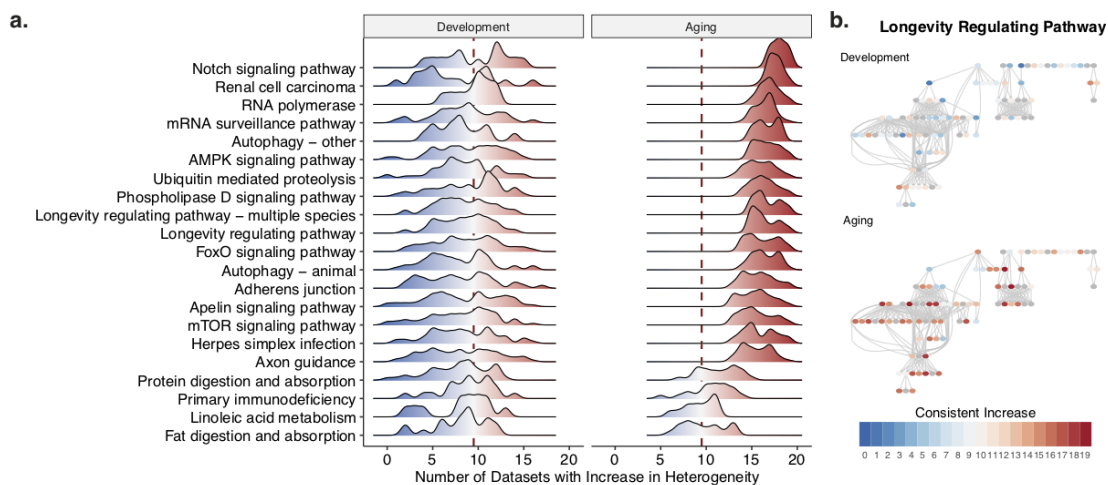 a.
Development
Aging
Notch signaling pathway
Renal cell carcinoma
RNA polymerase
mRNA surveillance pathway
Autophagy – other
AMPK signaling pathway
Ubiquitin mediated proteolysis
Phospholipase D signaling pathway
Longevity regulating pathway – multiple species
Longevity regulating pathway
FoxO signaling pathway
Autophagy – animal
Adherens junction
Apelin signaling pathway
mTOR signaling pathway
Herpes simplex infection
Axon guidance
Protein digestion and absorption
Primary immunodeficiency
Linoleic acid metabolism
Fat digestion and absorption
0 5 10 15 20 0 5 10 15 20
Number of Datasets with Increase in Heterogeneity
b.
Longevity Regulating Pathway
Development
Aging
Consistent Increase
0 1 2 3 4 5 6 7 8 9 10 11 12 13 14 15 16 17 18 19